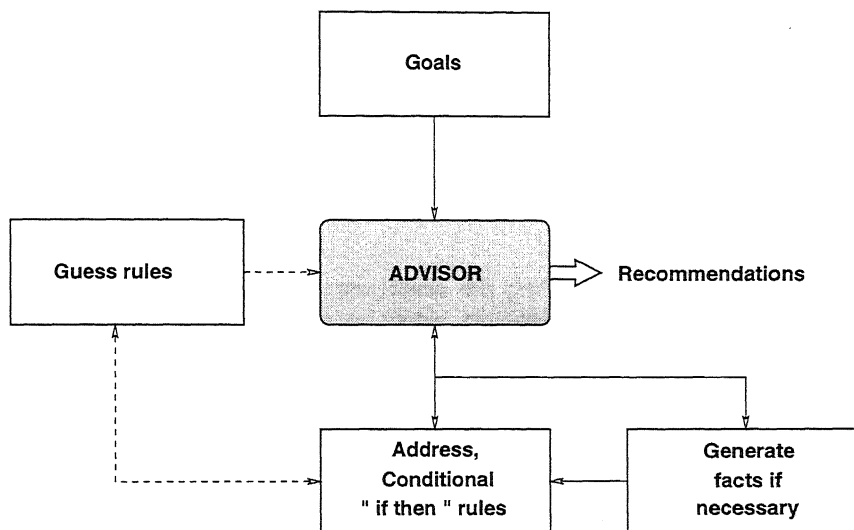 Goals
Guess rules
ADVISOR
Recommendations
Address,
Conditional
" if then " rules
Generate
facts if
necessary